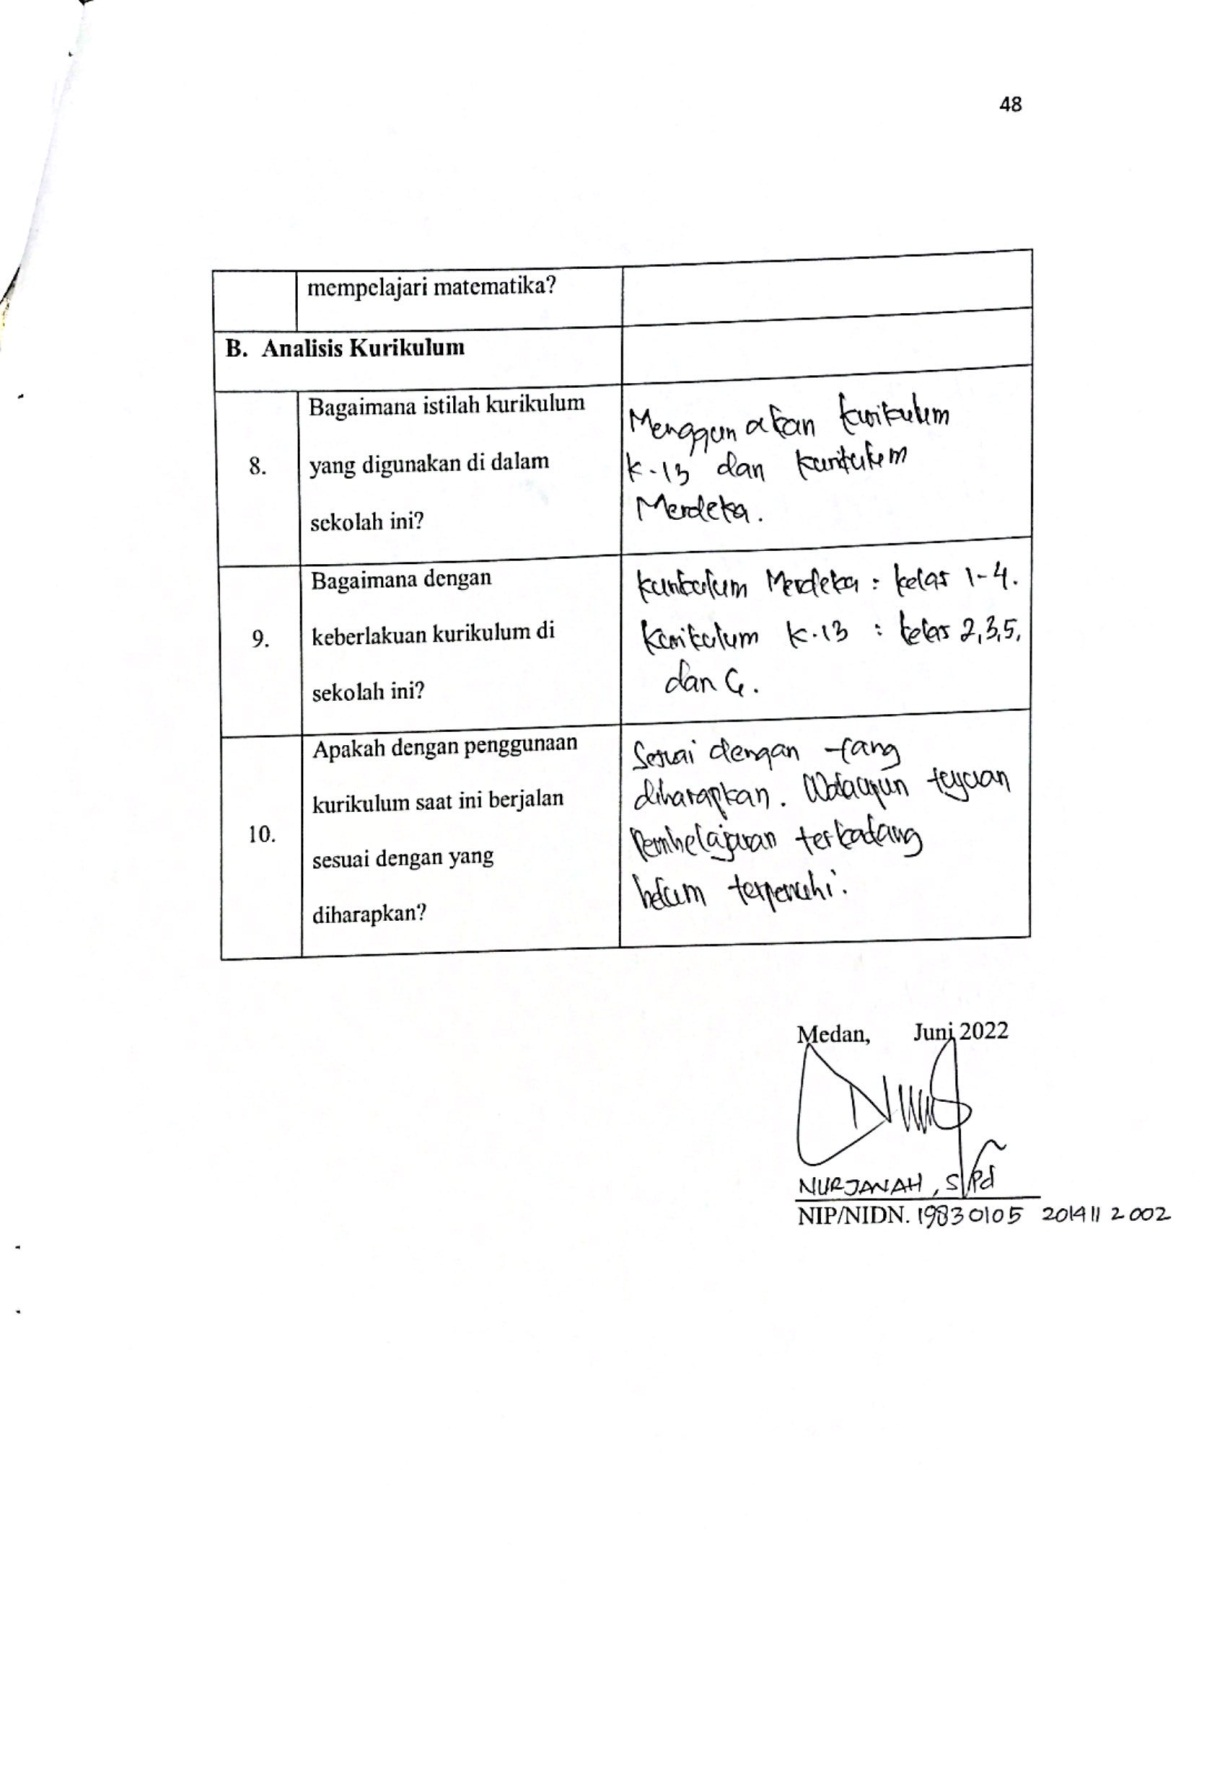 48
mempelajari matematika?
B. Analisis Kurikulum
8.
Bagaimana istilah kurikulum
yang digunakan di dalam
sekolah ini?
Menggunakan kurikulum
K-13 dan kurikulum
Merdeka.
9.
Bagaimana dengan
keberlakuan kurikulum di
sekolah ini?
kurikulum Merdeka : kelas 1-4.
Kurikulum K.13 : kelas 2,3,5,
dan 6.
10.
Apakah dengan penggunaan
kurikulum saat ini berjalan
sesuai dengan yang
diharapkan?
Sesuai dengan yang
diharapkan. Walaupun tujuan
Pembelajaran terkadang
belum terpenuhi.
Medan, Juni 2022
NURJANAH, S.Pd
NIP/NIDN. 19830105 201411 2 002